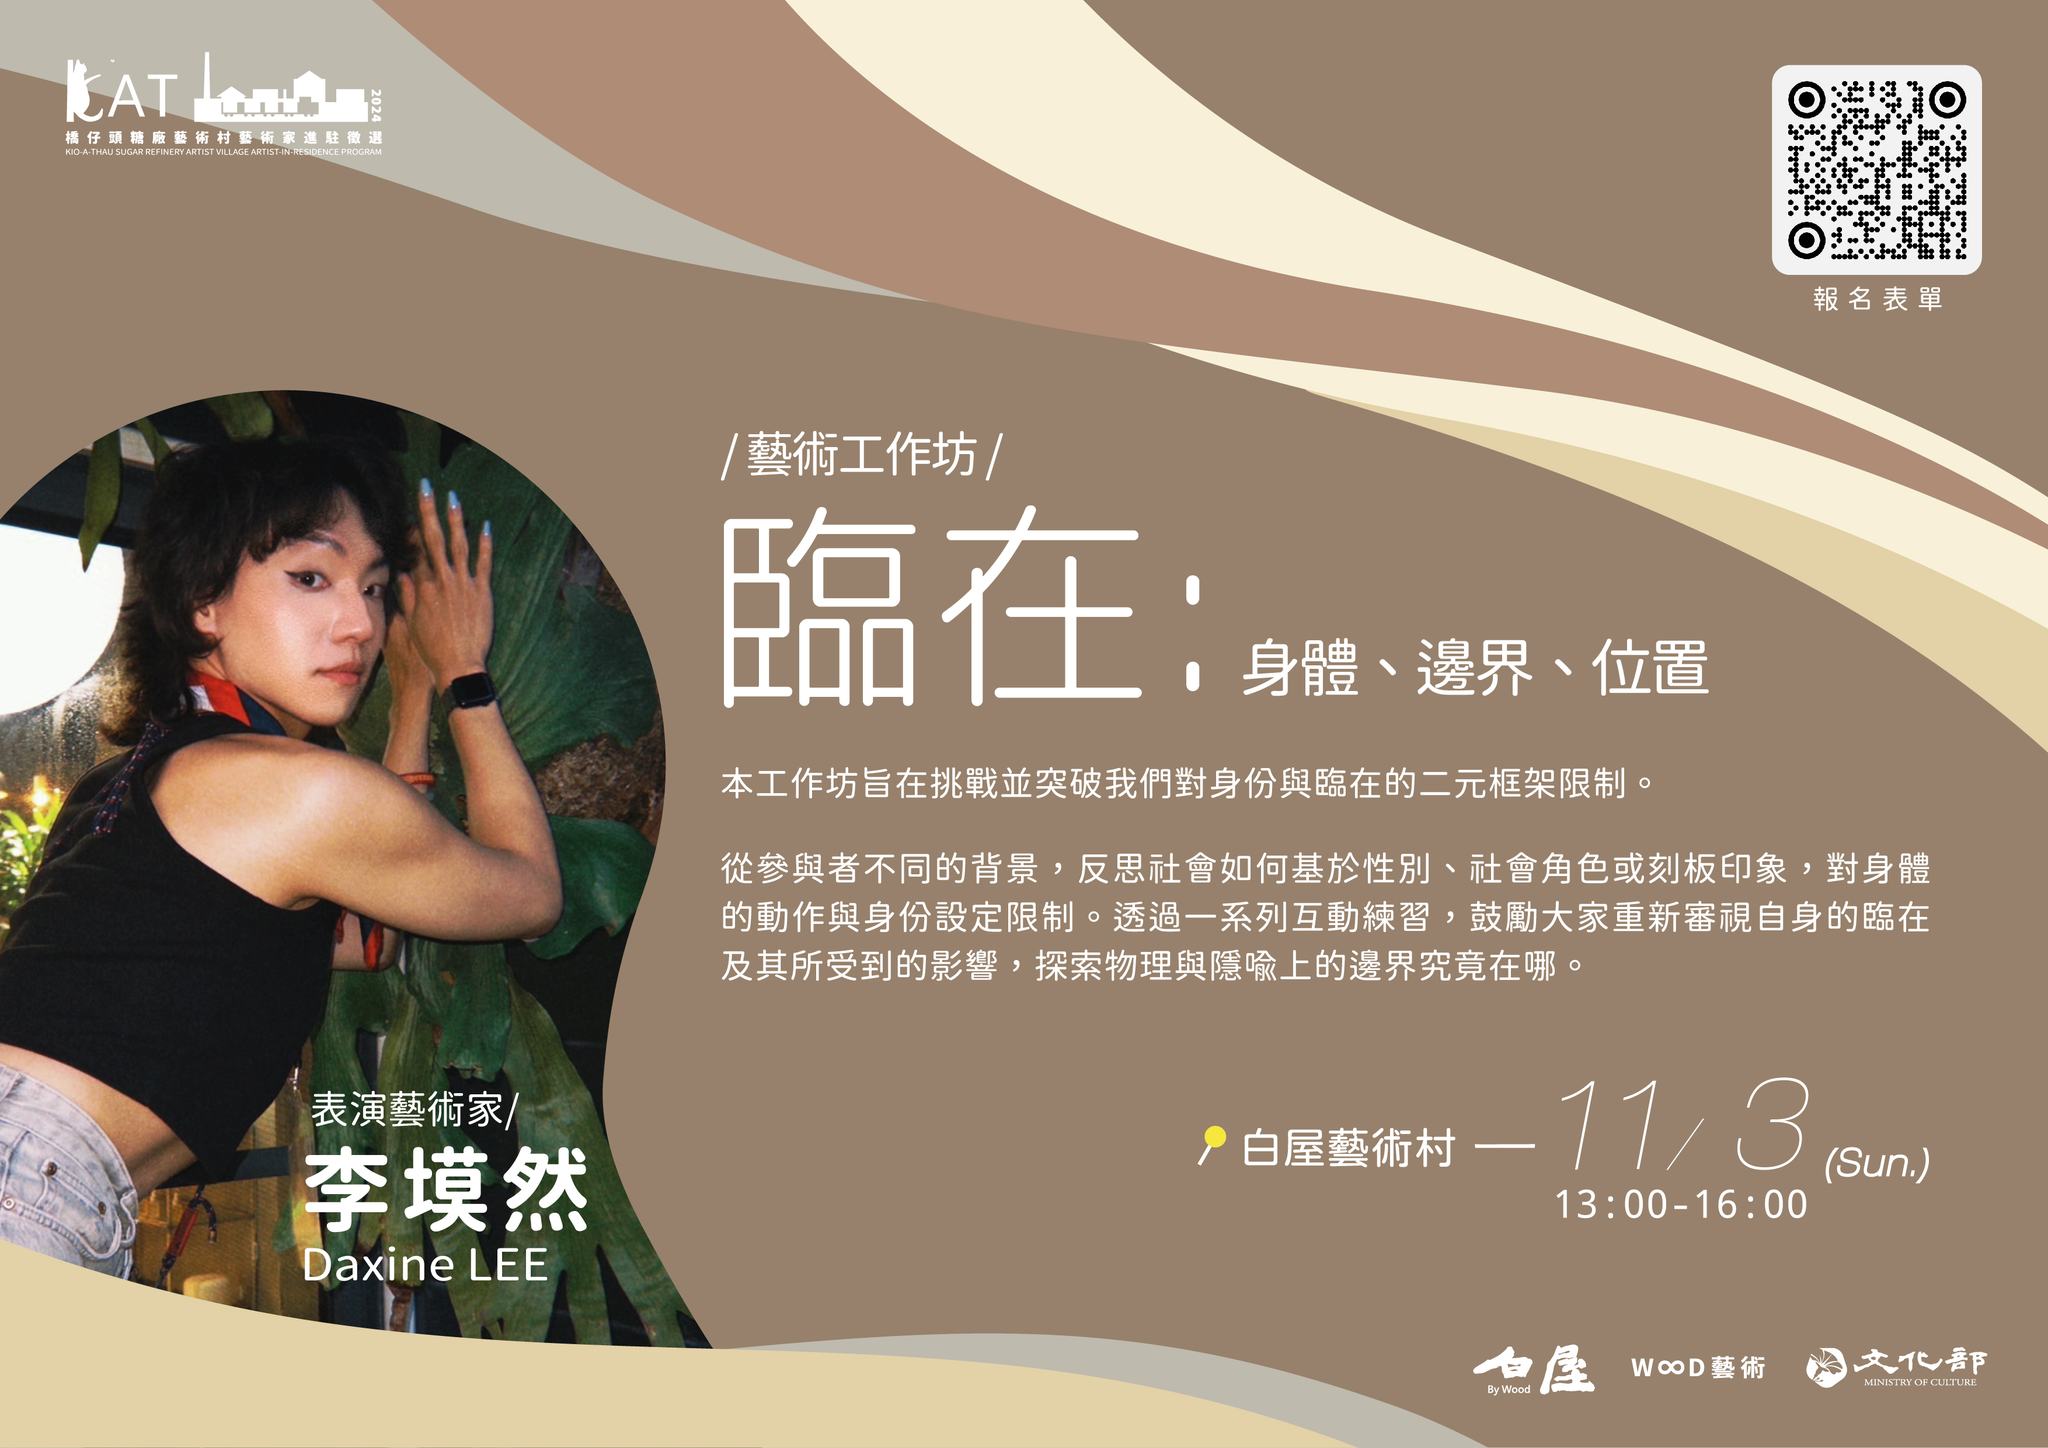 KAT
2024
橋仔頭糖廠藝術村藝術家進駐徵選
KIO-A-THAU SUGAR REFINERY ARTIST VILLAGE ARTIST-IN-RESIDENCE PROGRAM
報名表單
/藝術工作坊/
臨在:身體、邊界、位置
本工作坊旨在挑戰並突破我們對身份與臨在的二元框架限制。
從參與者不同的背景，反思社會如何基於性別、社會角色或刻板印象，對身體
的動作與身份設定限制。透過一系列互動練習，鼓勵大家重新審視自身的臨在
及其所受到的影響，探索物理與隱喻上的邊界究竟在哪。
表演藝術家/
李塻然
Daxine LEE
白屋藝術村 — 11/3 (Sun.)
13:00-16:00
白屋
By Wood
WOOD藝術
文化部
MINISTRY OF CULTURE